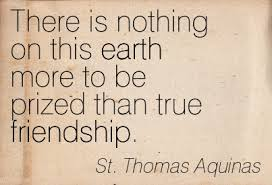 There is nothing
on this earth
more to be
prized than true
friendship.
St. Thomas Aquinas